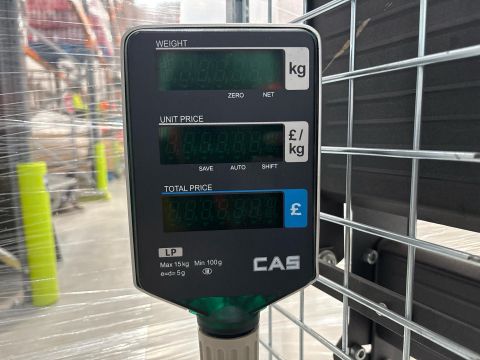 WEIGHT
kg
ZERO NET
UNIT PRICE
£/
kg
SAVE AUTO SHIFT
TOTAL PRICE
£
LP
Max 15kg Min 100g
e=d= 5g
CAS